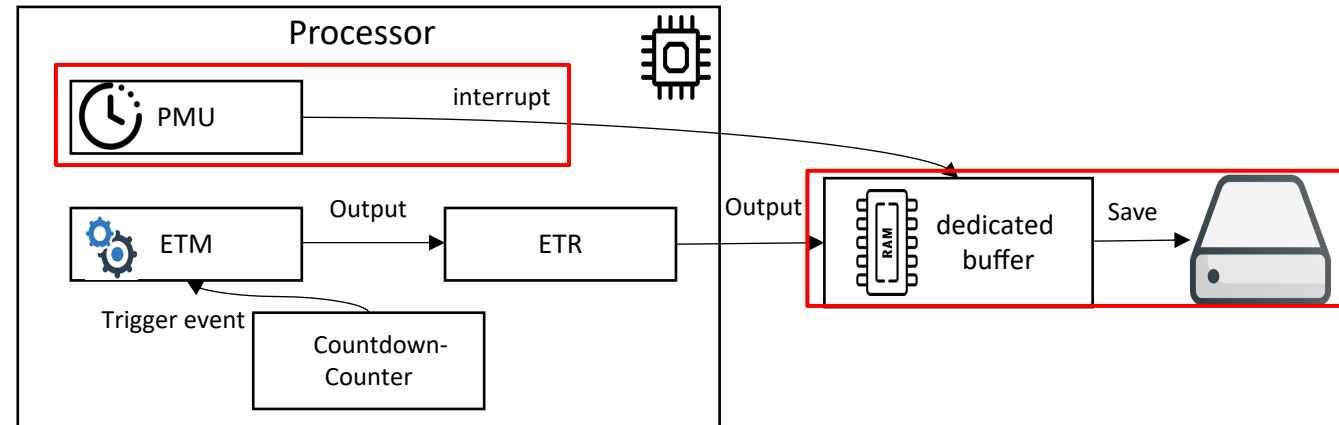 Processor
interrupt
PMU
Output
Output
Save
ETM
ETR
RAM
dedicated
buffer
Trigger event
Countdown-
Counter